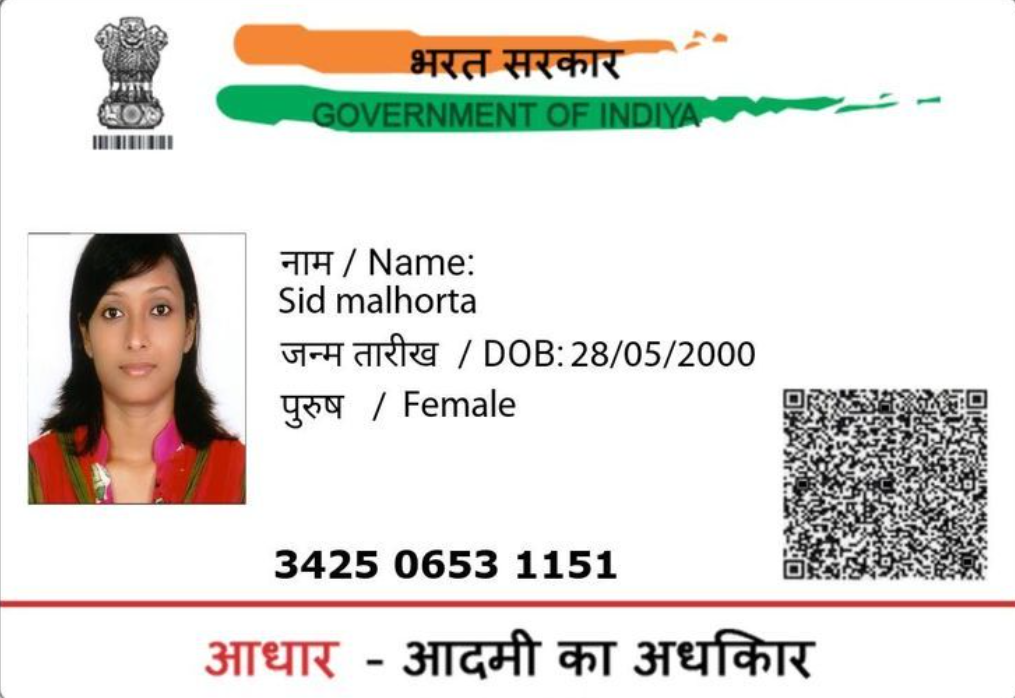 भरत सरकार
GOVERNMENT OF INDIYA
नाम / Name:
Sid malhorta
जन्म तारीख / DOB: 28/05/2000
पुरुष / Female
3425 0653 1151
आधार - आदमी का अधकिार